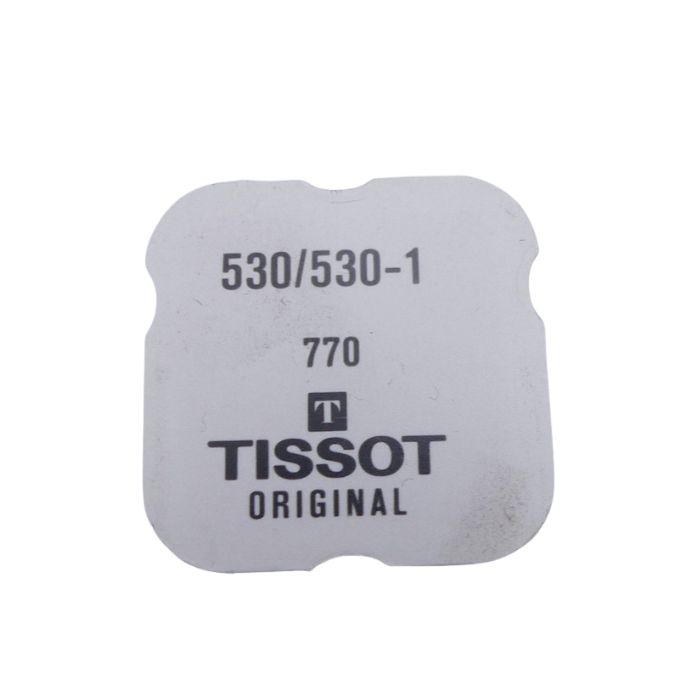 530/530-1
770
T
TISSOT
ORIGINAL